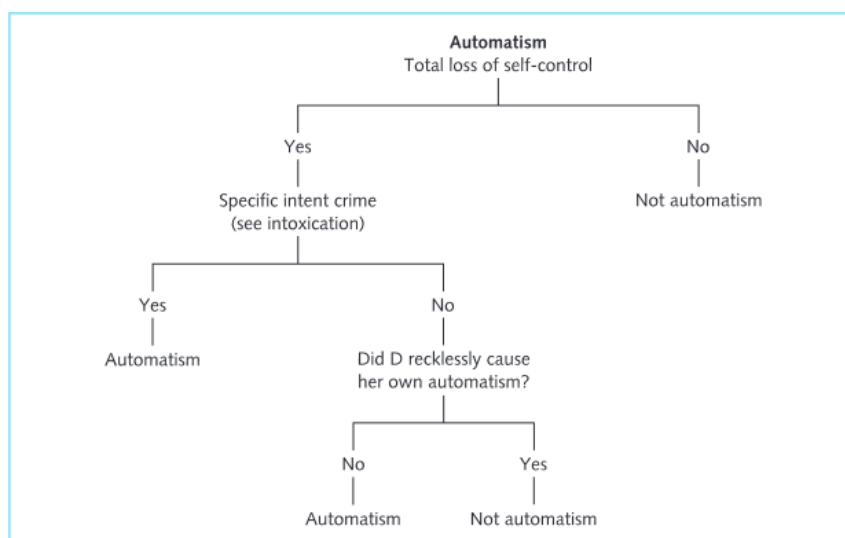 Automatism
Total loss of self-control
Yes
No
Specific intent crime
(see intoxication)
Not automatism
Yes
No
Automatism
Did D recklessly cause
her own automatism?
No
Yes
Automatism
Not automatism